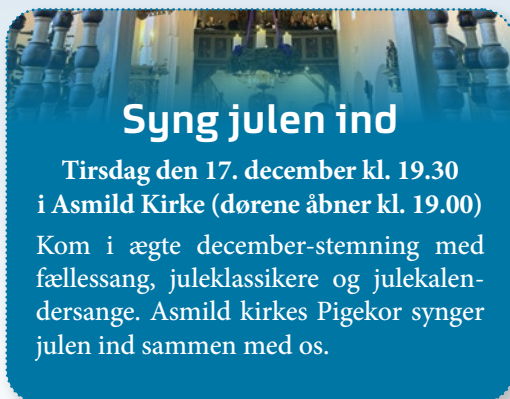 Syng julen ind
Tirsdag den 17. december kl. 19.30
i Asmild Kirke (dørene åbner kl. 19.00)
Kom i ægte december-stemning med
fællessang, juleklassikere og julekalen-
dersange. Asmild kirkes Pigekor synger
julen ind sammen med os.